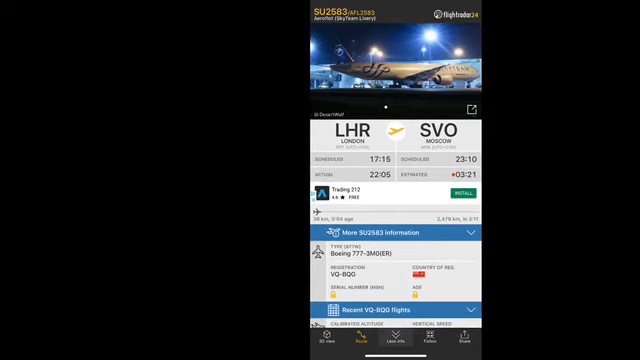 SU2583/AFL2583
Aeroflot (SkyTeam Livery)
flightradar24
SKYTEAM
© DesertWolf
LHR
LONDON
SVO
MOSCOW
SCHEDULED 17:15
SCHEDULED 23:10
ACTUAL 22:05
ESTIMATED 03:21
Trading 212
4.6 ★ FREE
INSTALL
38 km, 0:04 ago
2,478 km, in 3:11
More SU2583 information
TYPE (B77W)
Boeing 777-3M0(ER)
REGISTRATION
VQ-BQG
COUNTRY OF REG.
SERIAL NUMBER (MSN)
AGE
Recent VQ-BQG flights
CALIBRATED ALTITUDE
VERTICAL SPEED
3D view
Route
Less info
Follow
Share